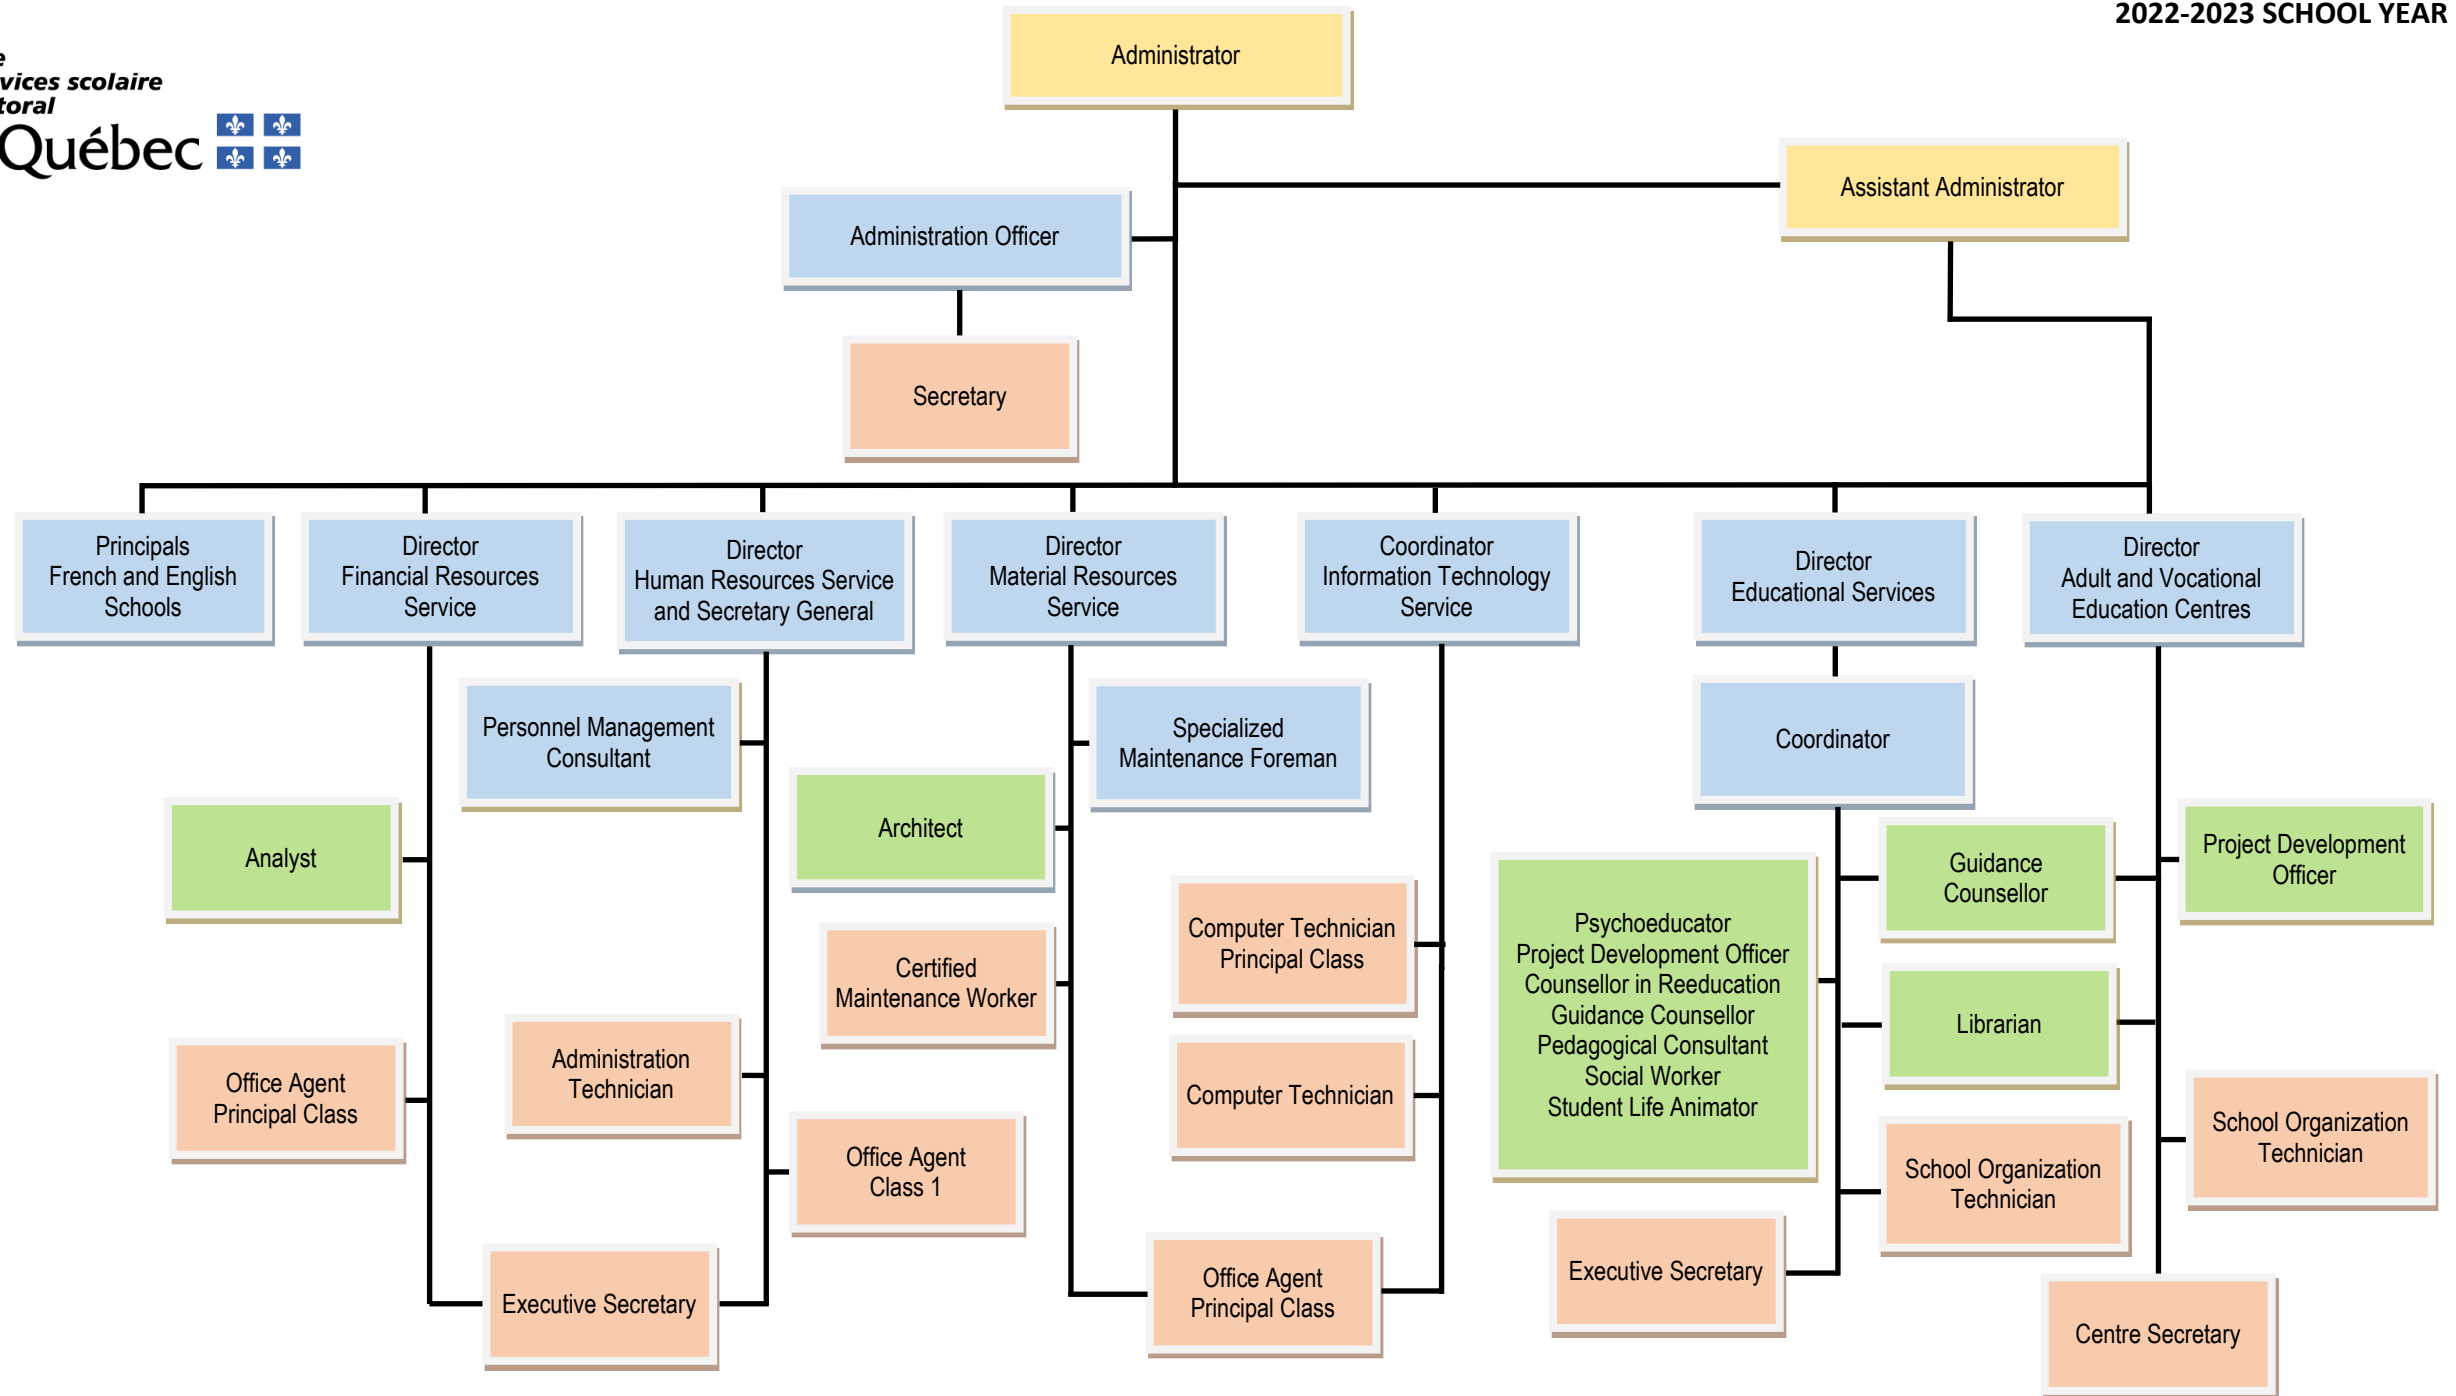 2022-2023 SCHOOL YEAR
vices scolaire
toral
Québec
Administrator
Assistant Administrator
Administration Officer
Secretary
Principals
French and English
Schools
Director
Financial Resources
Service
Director
Human Resources Service
and Secretary General
Director
Material Resources
Service
Coordinator
Information Technology
Service
Director
Educational Services
Director
Adult and Vocational
Education Centres
Personnel Management
Consultant
Specialized
Maintenance Foreman
Coordinator
Analyst
Architect
Guidance
Counsellor
Project Development
Officer
Psychoeducator
Project Development Officer
Counsellor in Reeducation
Guidance Counsellor
Pedagogical Consultant
Social Worker
Student Life Animator
Computer Technician
Principal Class
Certified
Maintenance Worker
Librarian
Office Agent
Principal Class
Administration
Technician
Computer Technician
School Organization
Technician
Office Agent
Class 1
School Organization
Technician
Executive Secretary
Office Agent
Principal Class
Executive Secretary
Centre Secretary